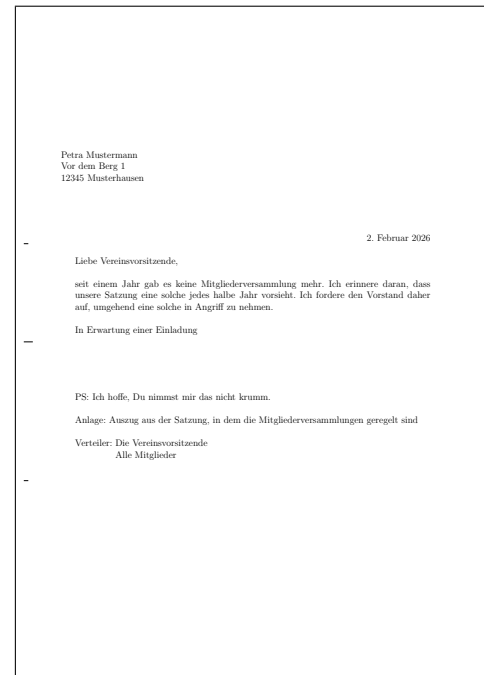 Petra Mustermann
Vor dem Berg 1
12345 Musterhausen
2. Februar 2026
Liebe Vereinsvorsitzende,
seit einem Jahr gab es keine Mitgliederversammlung mehr. Ich erinnere daran, dass
unsere Satzung eine solche jedes halbe Jahr vorsieht. Ich fordere den Vorstand daher
auf, umgehend eine solche in Angriff zu nehmen.
In Erwartung einer Einladung
PS: Ich hoffe, Du nimmst mir das nicht krumm.
Anlage: Auszug aus der Satzung, in dem die Mitgliederversammlungen geregelt sind
Verteiler: Die Vereinsvorsitzende
Alle Mitglieder